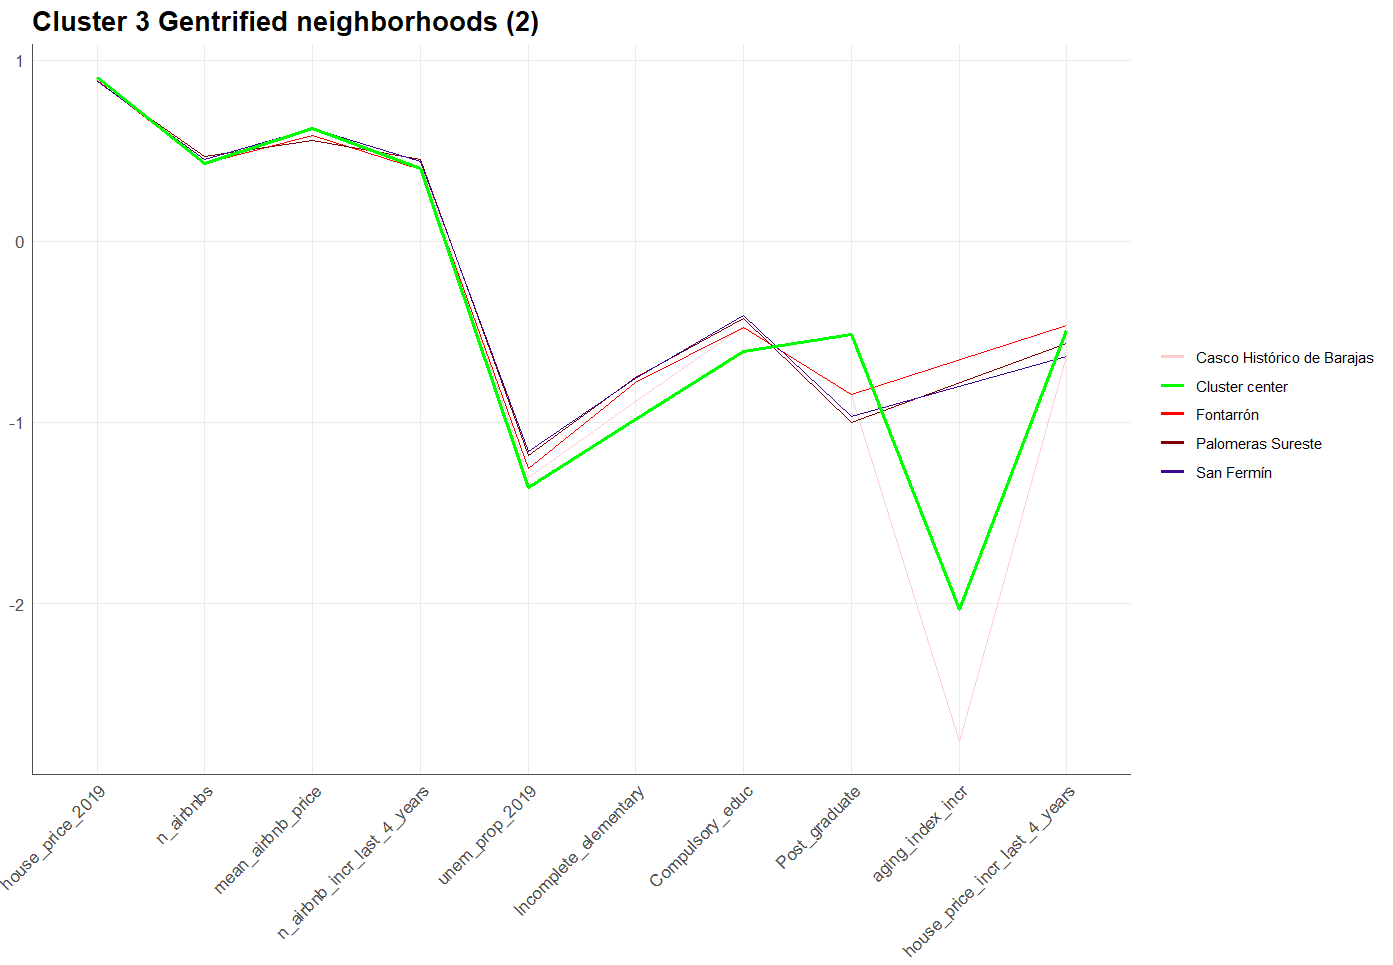 Cluster 3 Gentrified neighborhoods (2)
1
0
-1
-2
house_price_2019
n_airbnbs
mean_airbnb_price
n_airbnb_incr_last_4_years
unem_prop_2019
Incomplete_elementary
Compulsory_educ
Post_graduate
aging_index_incr
house_price_incr_last_4_years
Casco Histórico de Barajas
Cluster center
Fontarrón
Palomeras Sureste
San Fermín